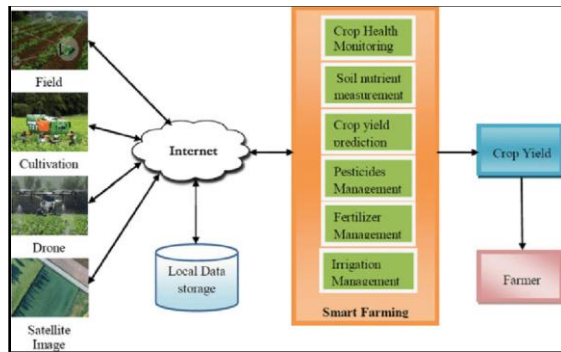 Field
Cultivation
Drone
Satellite
Image
Internet
Local Data
storage
Crop Health
Monitoring
Soil nutrient
measurement
Crop yield
prediction
Pesticides
Management
Fertilizer
Management
Irrigation
Management
Smart Farming
Crop Yield
Farmer